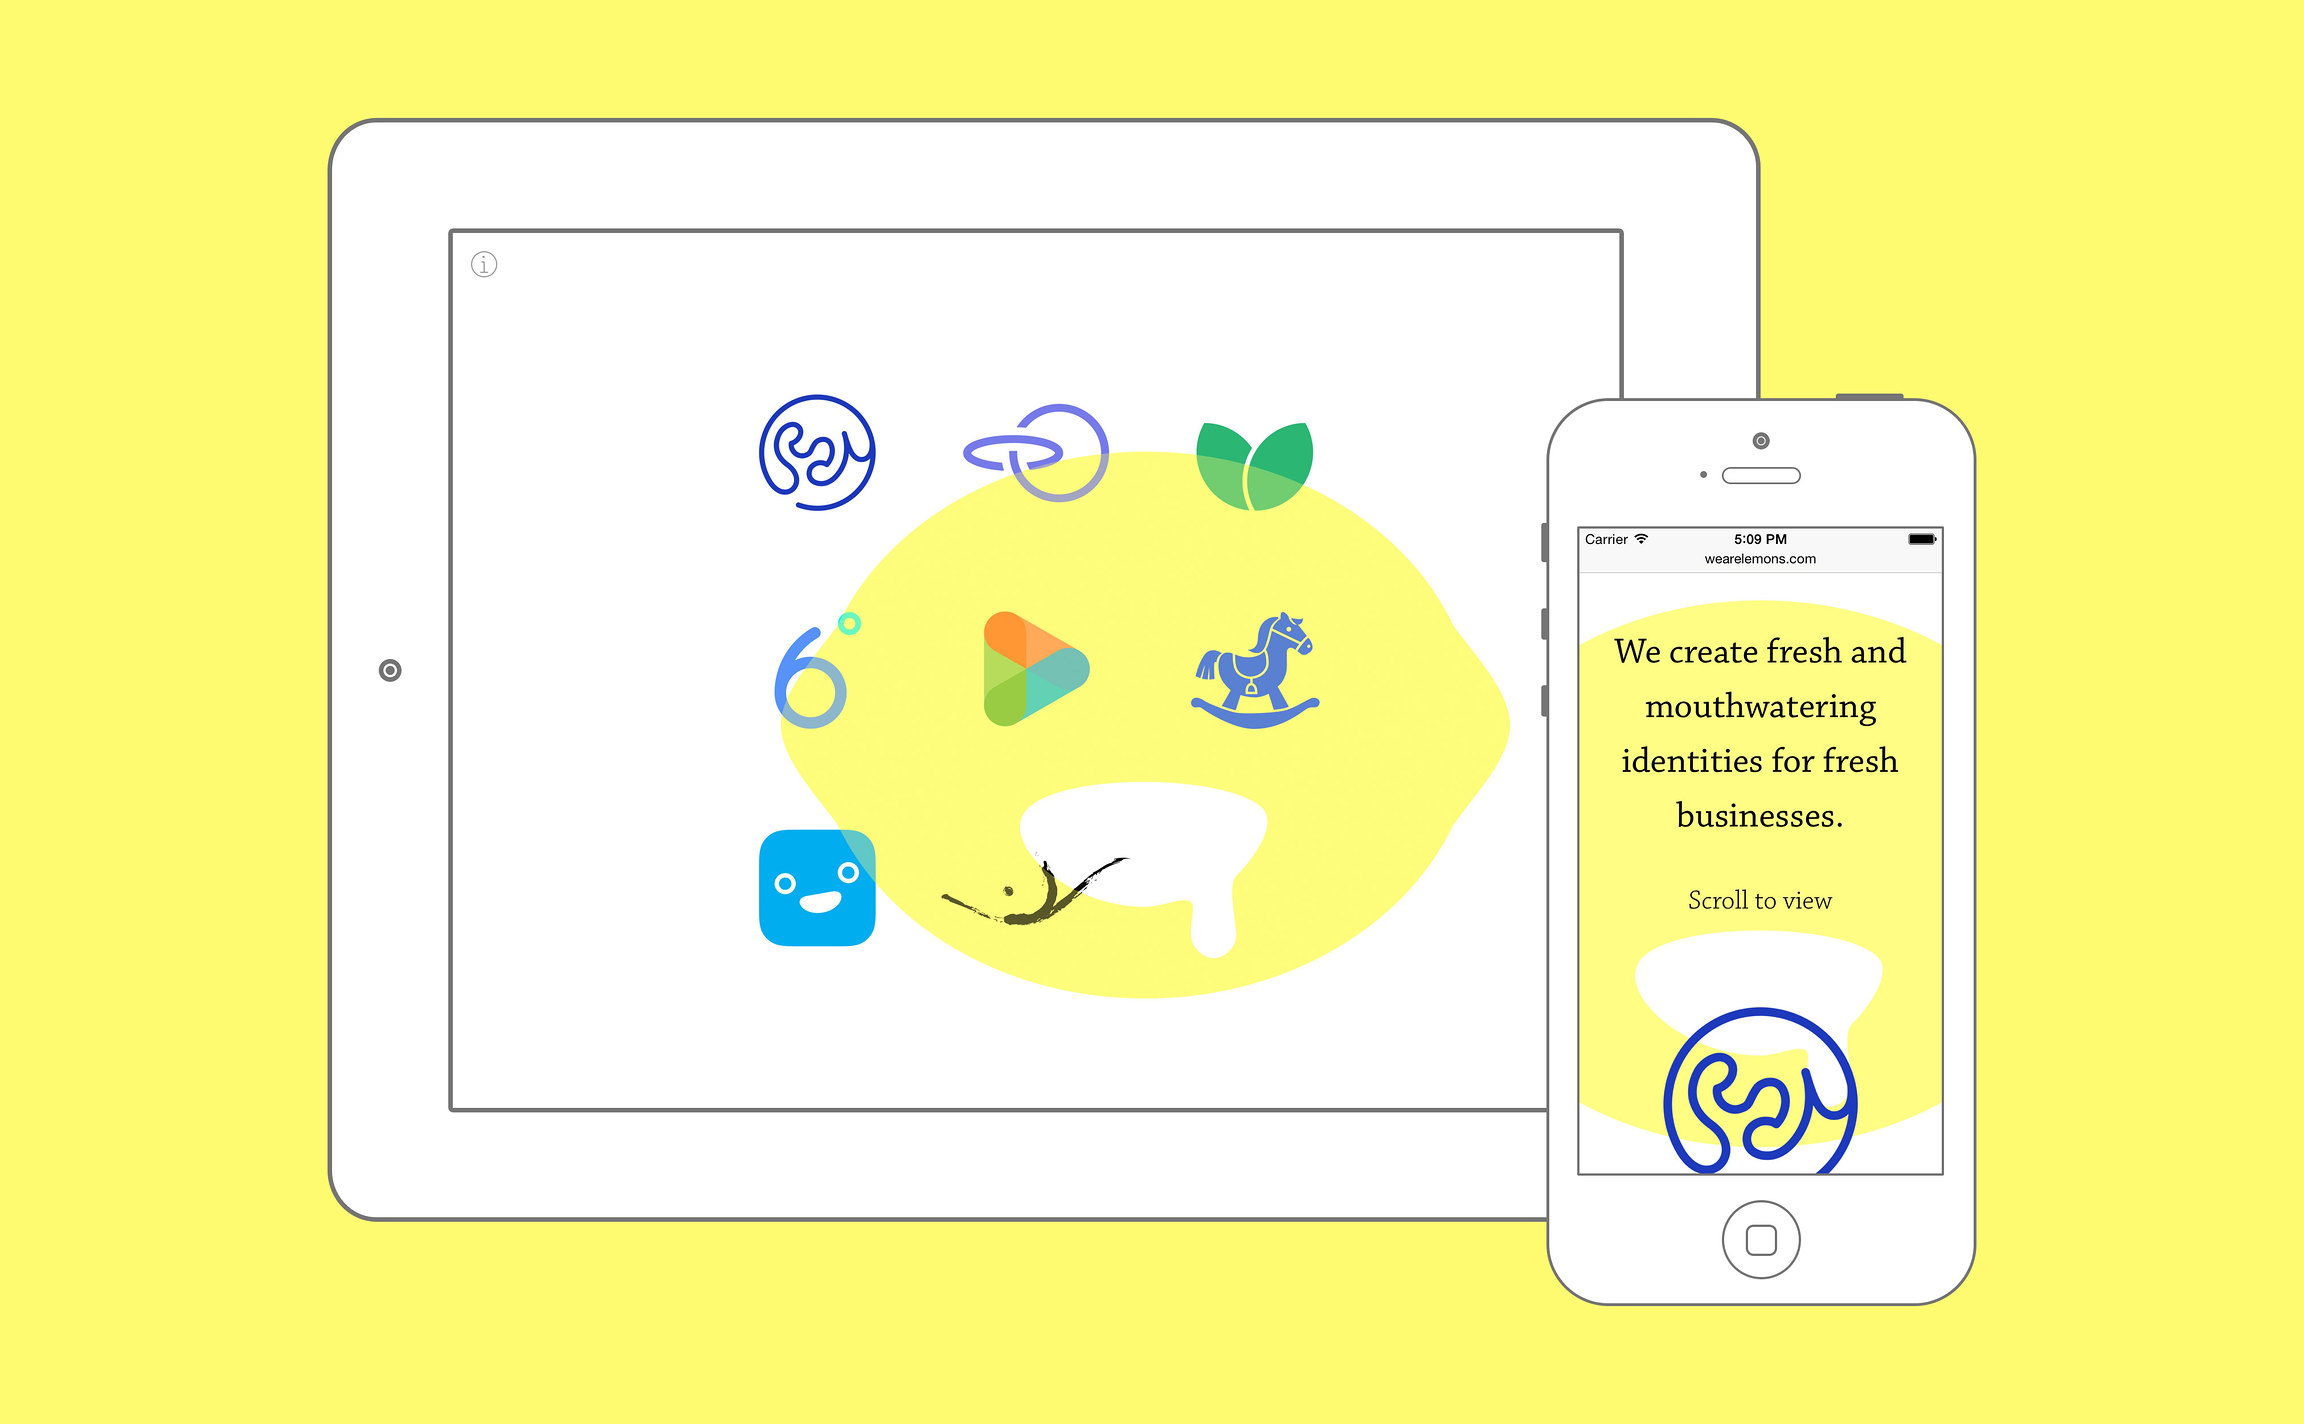 i
6°
Carrier 5:09 PM
wearelemons.com
We create fresh and
mouthwatering
identities for fresh
businesses.
Scroll to view